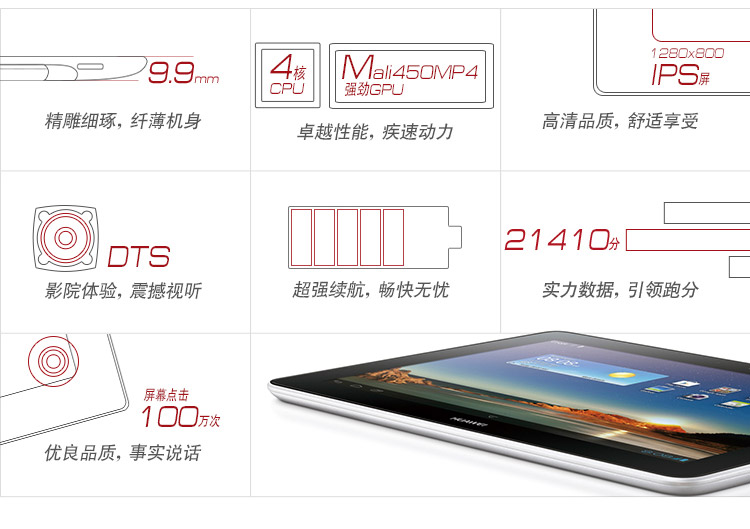 9.9mm
精雕细琢，纤薄机身
4核
CPU
Mali450MP4
强劲GPU
卓越性能，疾速动力
1280x800
IPS屏
高清品质，舒适享受
DTS
影院体验，震撼视听
超强续航，畅快无忧
21410分
实力数据，引领跑分
屏幕点击
100万次
优良品质，事实说话
08:08
HUAWEI